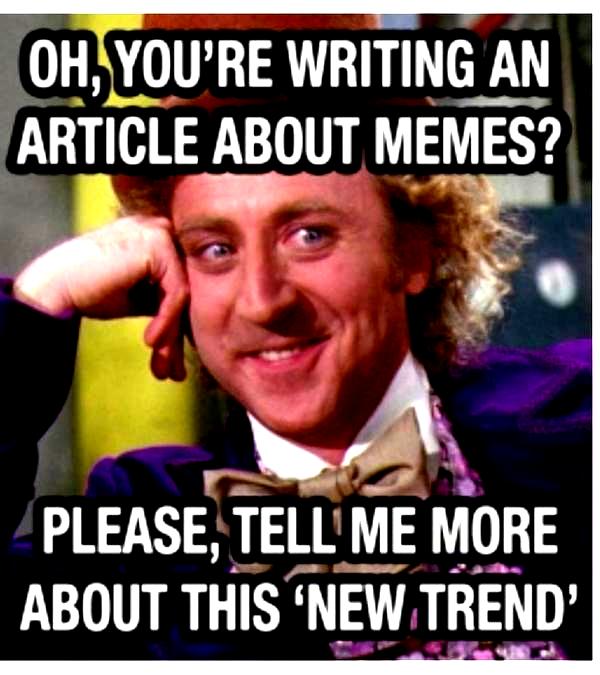 OH, YOU'RE WRITING AN
ARTICLE ABOUT MEMES?
PLEASE, TELL ME MORE
ABOUT THIS ‘NEW TREND’